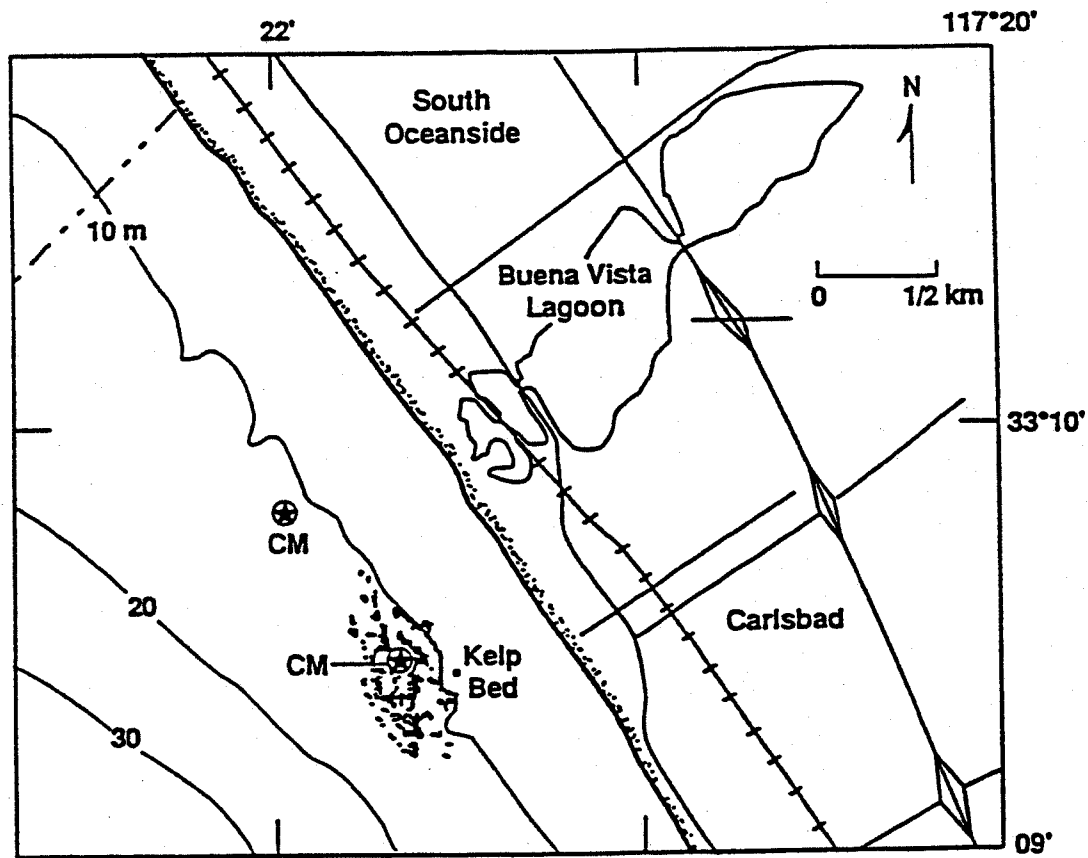 22'
117°20'
South
Oceanside
N
10 m
Buena Vista
Lagoon
0 1/2 km
33°10'
CM
20
Carlsbad
CM
Kelp
Bed
30
09'